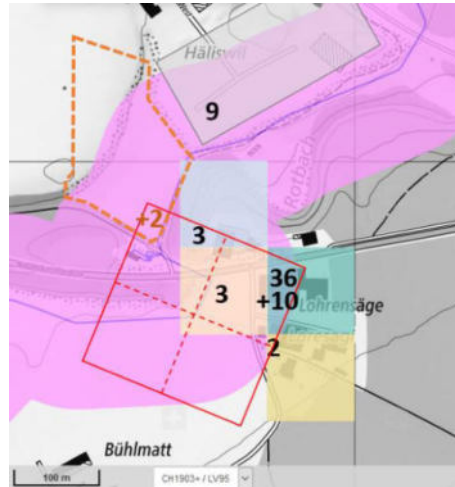 Häliswil
9
Rotbach
+2
3
36
3
+10
Lohrensäge
2
Bühlmatt
100 m
CH1903+ / LV95